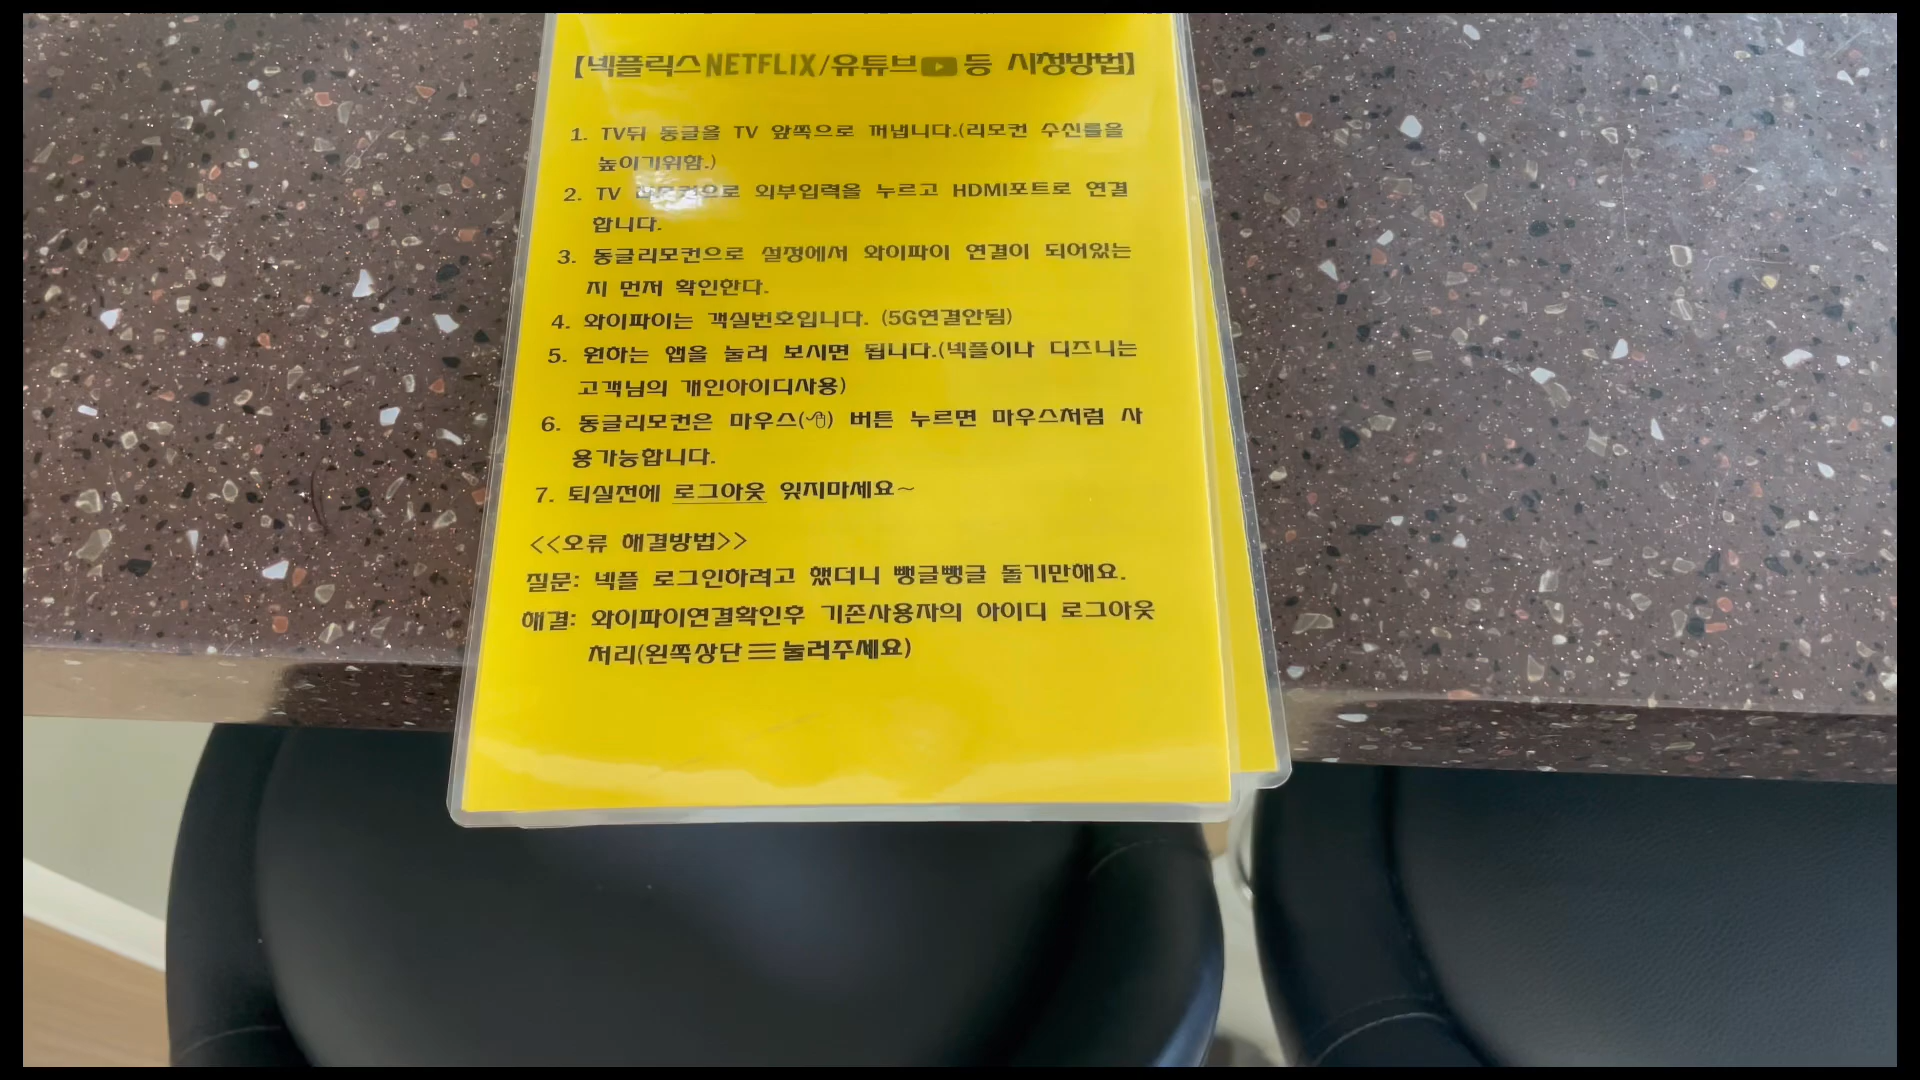 【넥플릭스NETFLIX/유튜브 등 시청방법】
1. TV뒤 동글을 TV 앞쪽으로 꺼냅니다.(리모컨 수신률을
높이기위함.)
2. TV 리모컨으로 외부입력을 누르고 HDMI포트로 연결
합니다.
3. 동글리모컨으로 설정에서 와이파이 연결이 되어있는
지 먼저 확인한다.
4. 와이파이는 객실번호입니다. (5G연결안됨)
5. 원하는 앱을 눌러 보시면 됩니다.(넥플이나 디즈니는
고객님의 개인아이디사용)
6. 동글리모컨은 마우스(🖱) 버튼 누르면 마우스처럼 사
용가능합니다.
7. 퇴실전에 로그아웃 잊지마세요~
<<오류 해결방법>>
질문: 넥플 로그인하려고 했더니 뺑글뺑글 돌기만해요.
해결: 와이파이연결확인후 기존사용자의 아이디 로그아웃
처리(왼쪽상단 ☰ 눌러주세요)